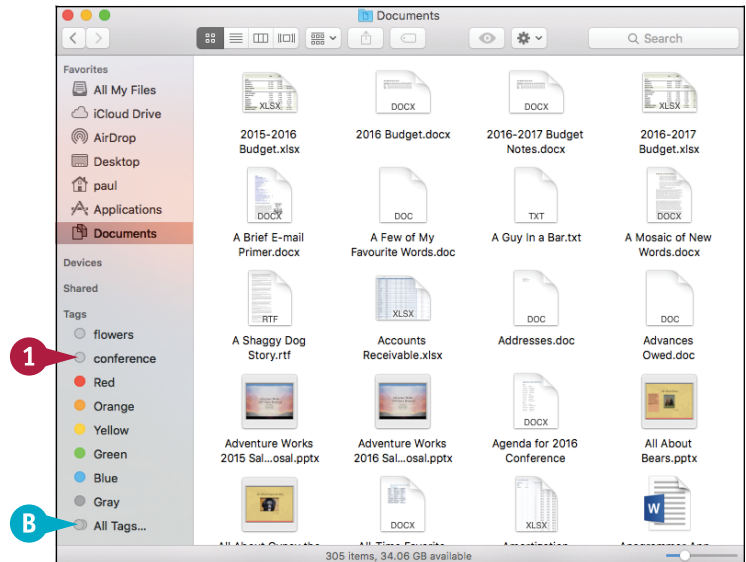 Documents
Search
Favorites
All My Files
iCloud Drive
AirDrop
Desktop
paul
Applications
Documents
Devices
Shared
Tags
flowers
1
conference
Red
Orange
Yellow
Green
Blue
Gray
B
All Tags...
XLSX
DOCX
DOCX
XLSX
2015-2016
Budget.xlsx
2016 Budget.docx
2016-2017 Budget
Notes.docx
2016-2017
Budget.xlsx
DOCX
DOC
TXT
DOCX
A Brief E-mail
Primer.docx
A Few of My
Favourite Words.doc
A Guy In a Bar.txt
A Mosaic of New
Words.docx
RTF
XLSX
DOC
DOC
A Shaggy Dog
Story.rtf
Accounts
Receivable.xlsx
Addresses.doc
Advances
Owed.doc
DOCX
Adventure Works
2015 Sal...osal.pptx
Adventure Works
2016 Sal...osal.pptx
Agenda for 2016
Conference
All About
Bears.pptx
DOCX
XLSX
W
305 items, 34.06 GB available